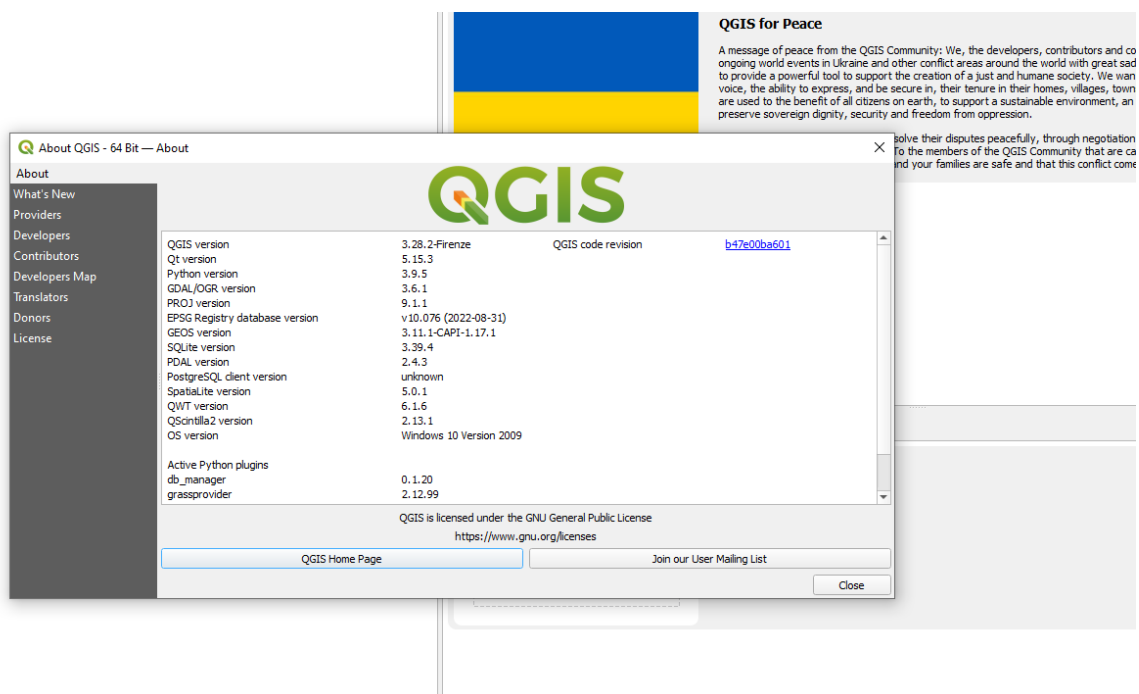 QGIS for Peace
A message of peace from the QGIS Community: We, the developers, contributors and co
ongoing world events in Ukraine and other conflict areas around the world with great sad
to provide a powerful tool to support the creation of a just and humane society. We wan
voice, the ability to express, and be secure in, their tenure in their homes, villages, town
are used to the benefit of all citizens on earth, to support a sustainable environment, an
preserve sovereign dignity, security and freedom from oppression.
solve their disputes peacefully, through negotiation
To the members of the QGIS Community that are ca
nd your families are safe and that this conflict come
About QGIS - 64 Bit — About
About
What's New
Providers
Developers
Contributors
Developers Map
Translators
Donors
License
QGIS
QGIS version 3.28.2-Firenze QGIS code revision b47e00ba601
Qt version 5.15.3
Python version 3.9.5
GDAL/OGR version 3.6.1
PROJ version 9.1.1
EPSG Registry database version v10.076 (2022-08-31)
GEOS version 3.11.1-CAPI-1.17.1
SQLite version 3.39.4
PDAL version 2.4.3
PostgreSQL client version unknown
SpatiaLite version 5.0.1
QWT version 6.1.6
QScintilla2 version 2.13.1
OS version Windows 10 Version 2009
Active Python plugins
db_manager 0.1.20
grassprovider 2.12.99
QGIS is licensed under the GNU General Public License
https://www.gnu.org/licenses
QGIS Home Page
Join our User Mailing List
Close